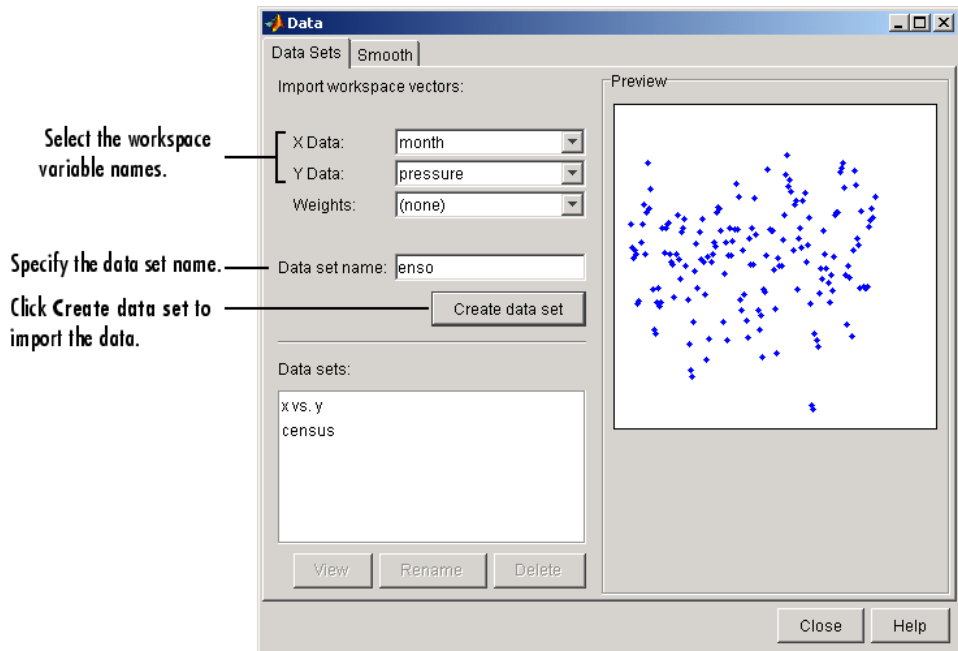 Data
Data Sets
Smooth
Import workspace vectors:
Preview
Select the workspace
variable names.
X Data:
month
Y Data:
pressure
Weights:
(none)
Specify the data set name.
Data set name:
enso
Click Create data set to
import the data.
Create data set
Data sets:
x vs. y
census
View
Rename
Delete
Close
Help